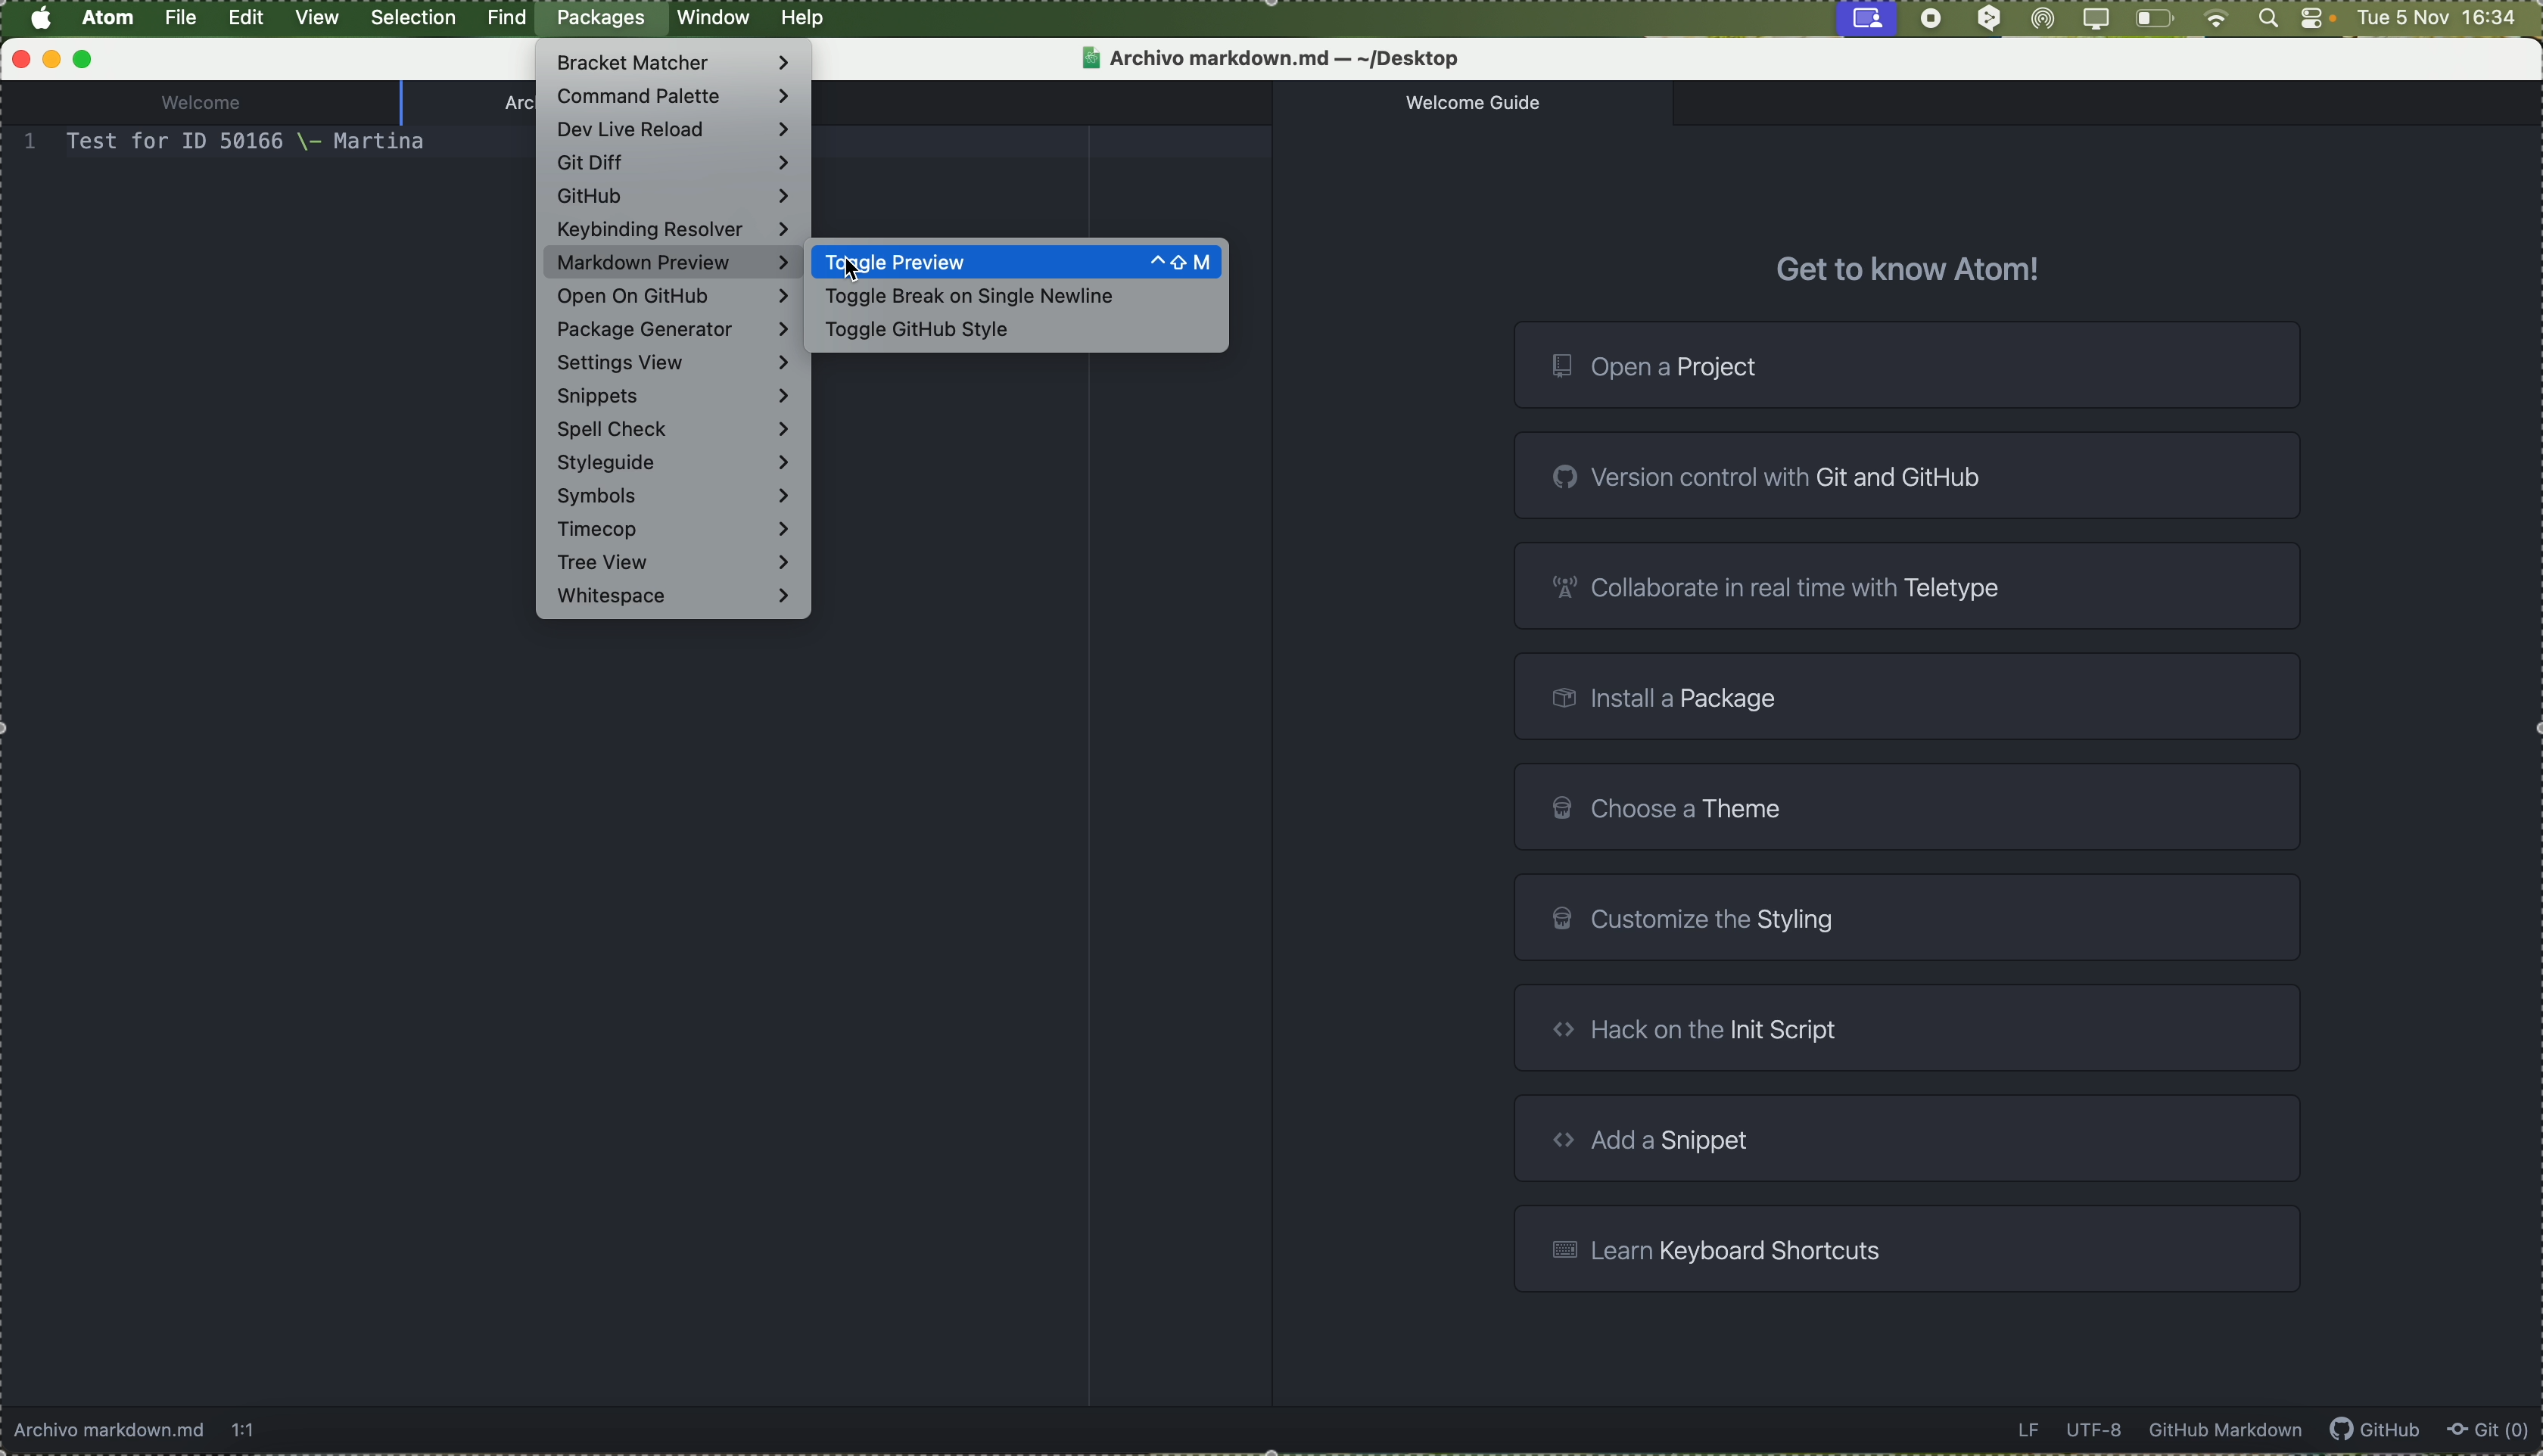 Atom File Edit View Selection Find Packages Window Help Tue 5 Nov 16:34
Archivo markdown.md — ~/Desktop
Welcome
Arc
Welcome Guide
1 Test for ID 50166 \- Martina
Bracket Matcher
Command Palette
Dev Live Reload
Git Diff
GitHub
Keybinding Resolver
Markdown Preview
Open On GitHub
Package Generator
Settings View
Snippets
Spell Check
Styleguide
Symbols
Timecop
Tree View
Whitespace
Toggle Preview ^⇧M
Toggle Break on Single Newline
Toggle GitHub Style
Get to know Atom!
Open a Project
Version control with Git and GitHub
Collaborate in real time with Teletype
Install a Package
Choose a Theme
Customize the Styling
Hack on the Init Script
Add a Snippet
Learn Keyboard Shortcuts
Archivo markdown.md 1:1 LF UTF-8 GitHub Markdown GitHub Git (0)